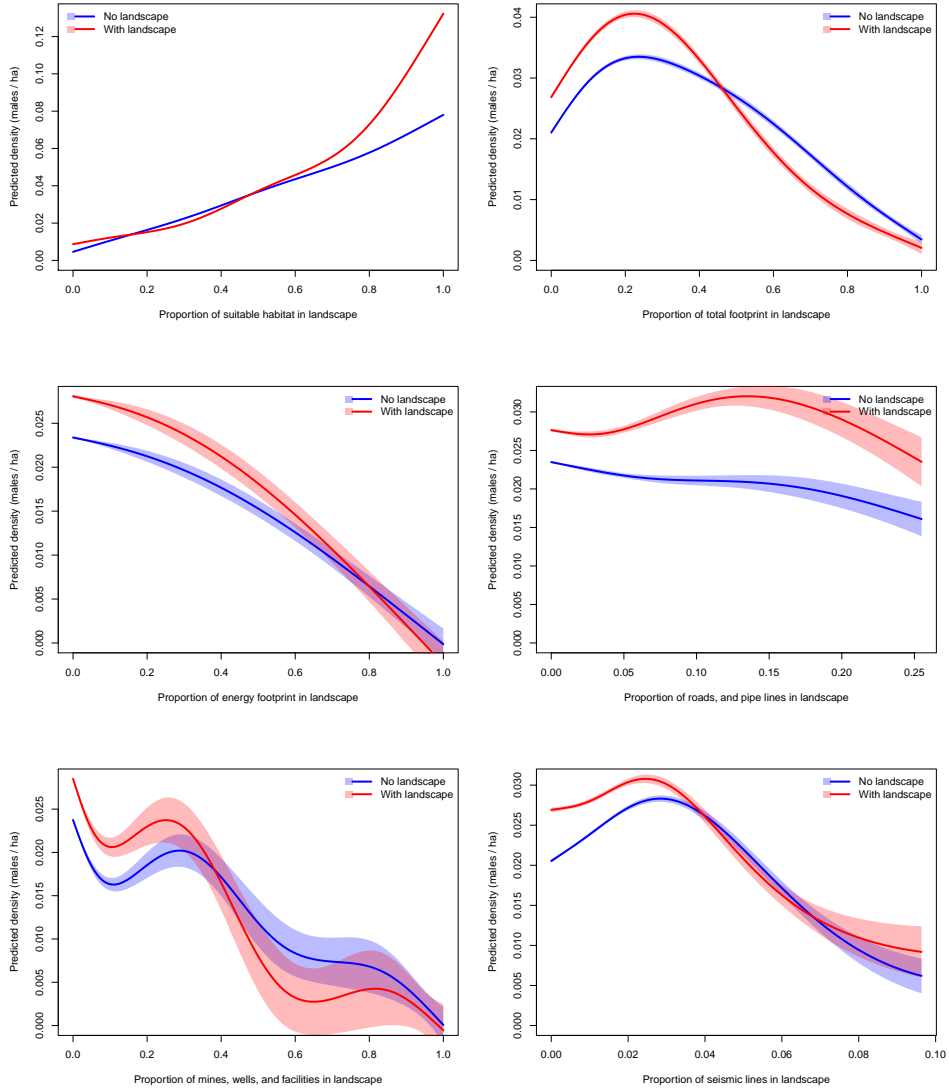 No landscape
With landscape
Predicted density (males / ha)
0.00 0.02 0.04 0.06 0.08 0.10 0.12
0.0 0.2 0.4 0.6 0.8 1.0
Proportion of suitable habitat in landscape
No landscape
With landscape
Predicted density (males / ha)
0.00 0.01 0.02 0.03 0.04
0.0 0.2 0.4 0.6 0.8 1.0
Proportion of total footprint in landscape
No landscape
With landscape
Predicted density (males / ha)
0.000 0.005 0.010 0.015 0.020 0.025
0.0 0.2 0.4 0.6 0.8 1.0
Proportion of energy footprint in landscape
No landscape
With landscape
Predicted density (males / ha)
0.000 0.005 0.010 0.015 0.020 0.025 0.030
0.00 0.05 0.10 0.15 0.20 0.25
Proportion of roads, and pipe lines in landscape
No landscape
With landscape
Predicted density (males / ha)
0.000 0.005 0.010 0.015 0.020 0.025
0.0 0.2 0.4 0.6 0.8 1.0
Proportion of mines, wells, and facilities in landscape
No landscape
With landscape
Predicted density (males / ha)
0.000 0.005 0.010 0.015 0.020 0.025 0.030
0.00 0.02 0.04 0.06 0.08 0.10
Proportion of seismic lines in landscape